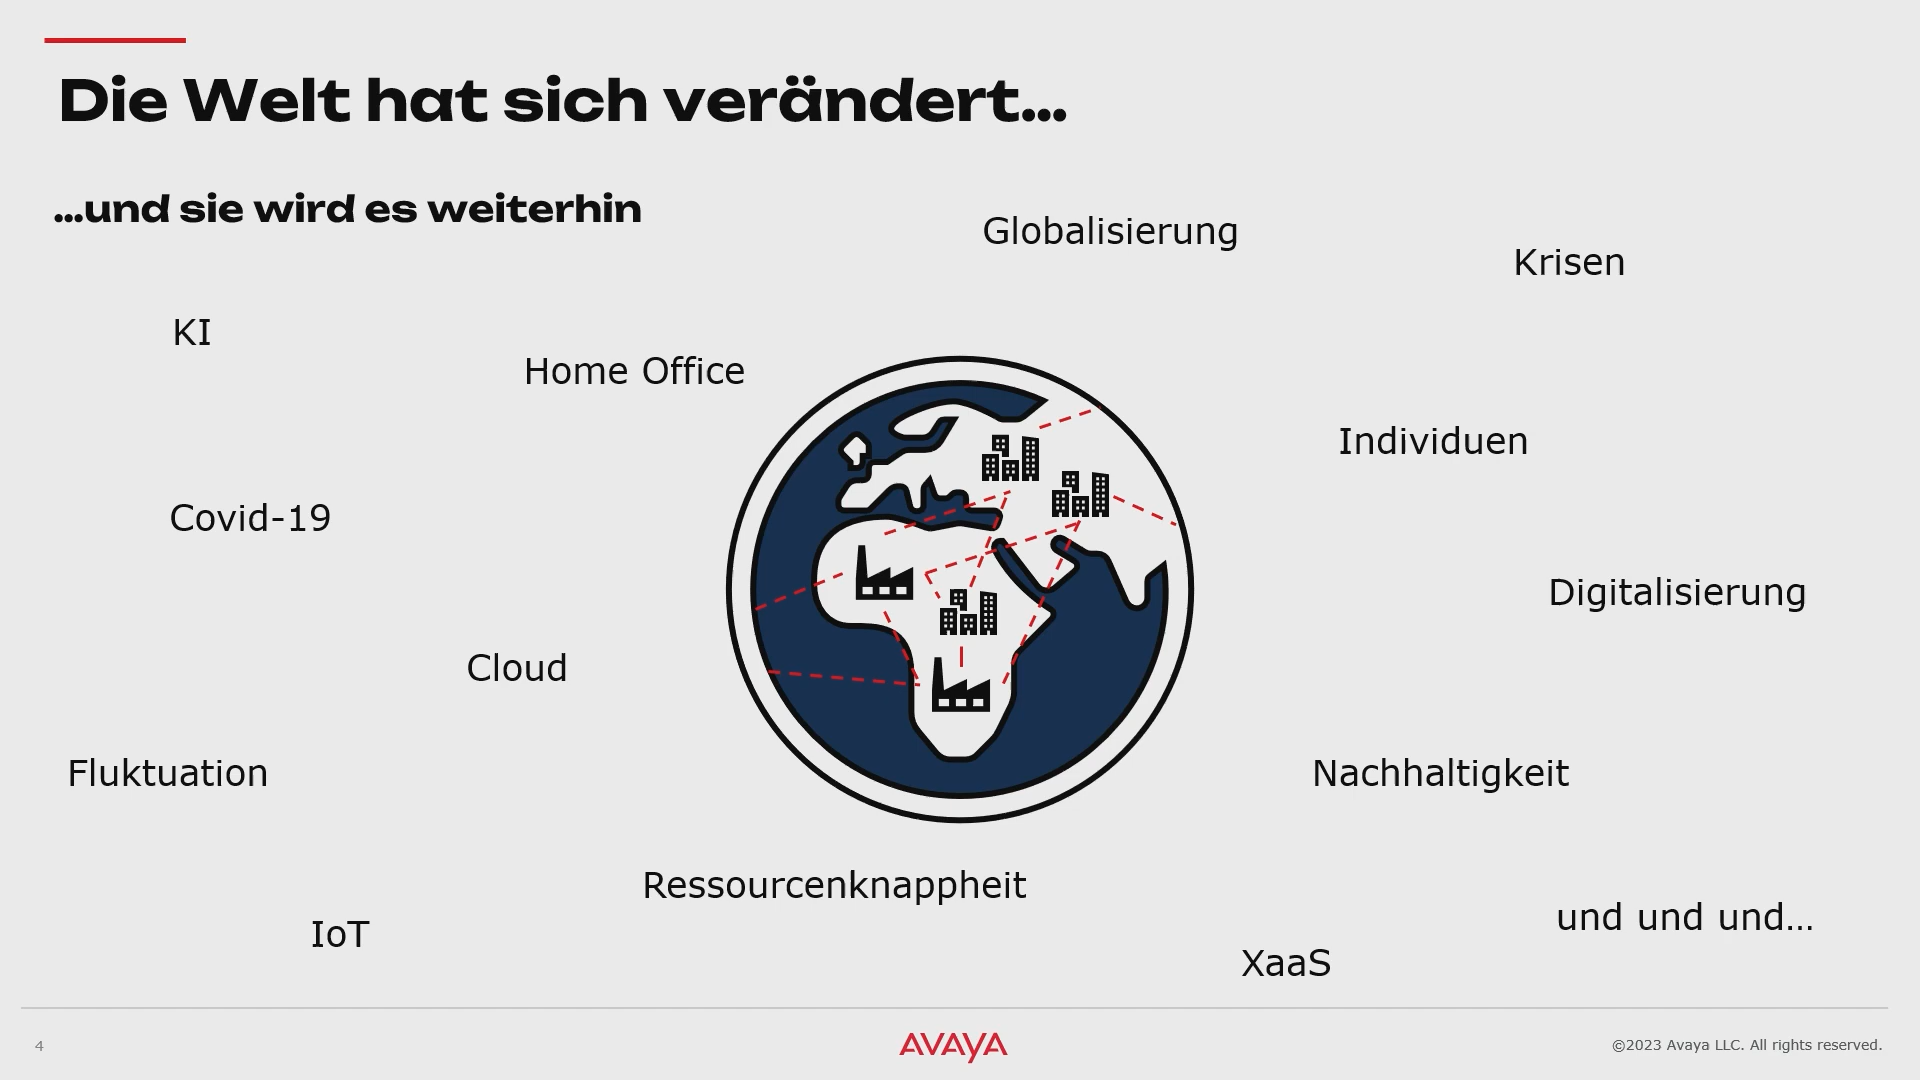 Die Welt hat sich verändert...
...und sie wird es weiterhin
Globalisierung
Krisen
KI
Home Office
Individuen
Covid-19
Digitalisierung
Cloud
Fluktuation
Nachhaltigkeit
Ressourcenknappheit
und und und...
IoT
XaaS
4
AVAYA
©2023 Avaya LLC. All rights reserved.